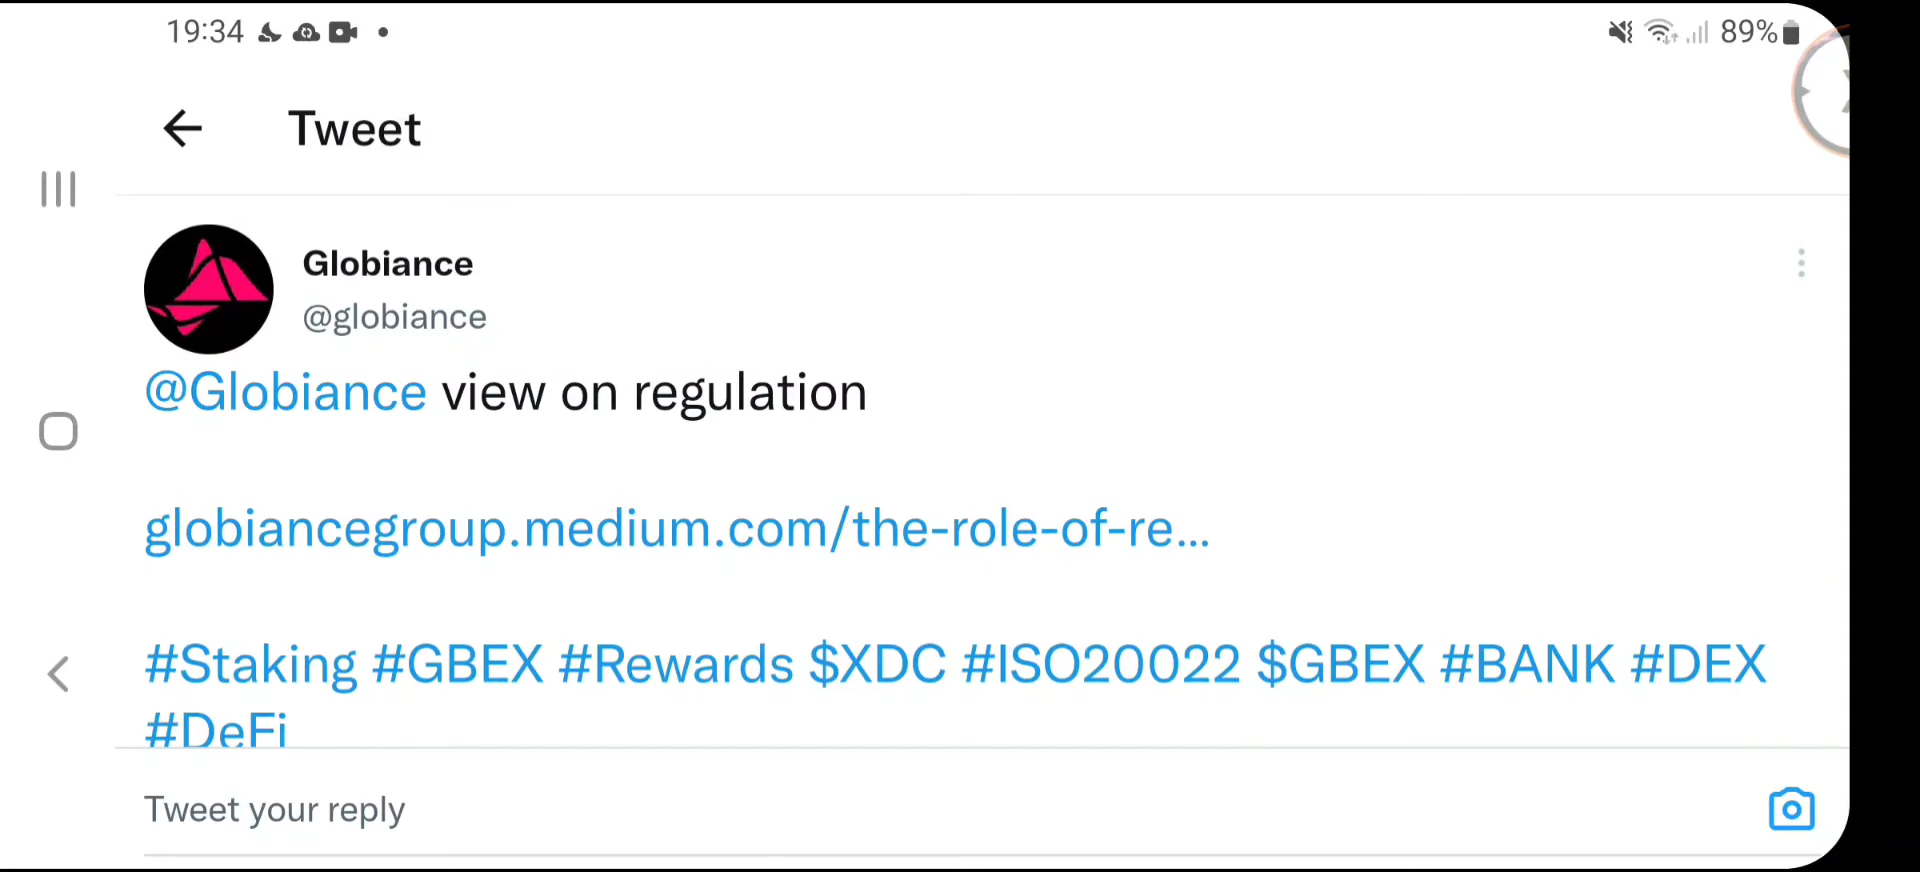 19:34
89%
Tweet
Globiance
@globiance
@Globiance view on regulation
globiancegroup.medium.com/the-role-of-re...
#Staking #GBEX #Rewards $XDC #ISO20022 $GBEX #BANK #DEX
#DeFi
Tweet your reply